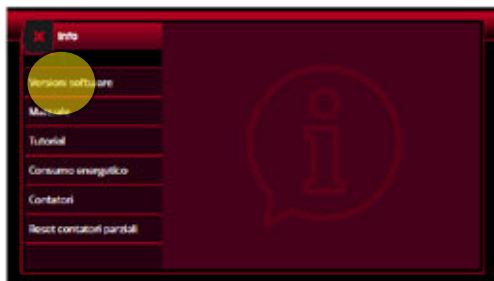 Info
Versioni software
Manuale
Tutorial
Consumo energetico
Contatori
Reset contatori parziali